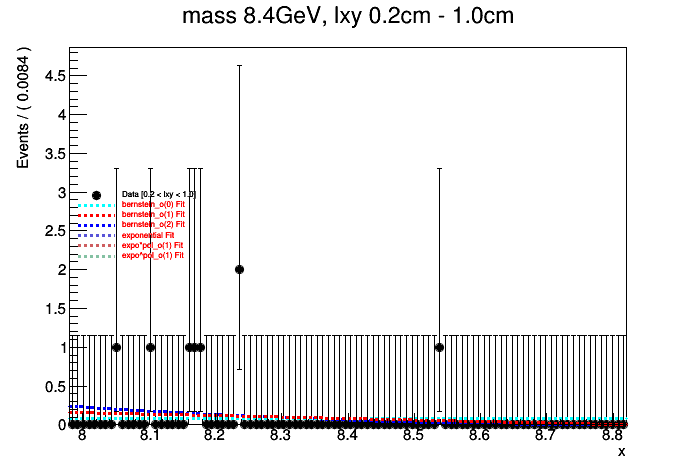 mass 8.4GeV, lxy 0.2cm - 1.0cm
Events / ( 0.0084 )
4.5
4
3.5
3
2.5
2
1.5
1
0.5
0
Data [0.2 < lxy < 1.0]
bernstein_o(0) Fit
bernstein_o(1) Fit
bernstein_o(2) Fit
exponential Fit
expo*pol_o(1) Fit
expo*pol_o(1) Fit
8 8.1 8.2 8.3 8.4 8.5 8.6 8.7 8.8
x